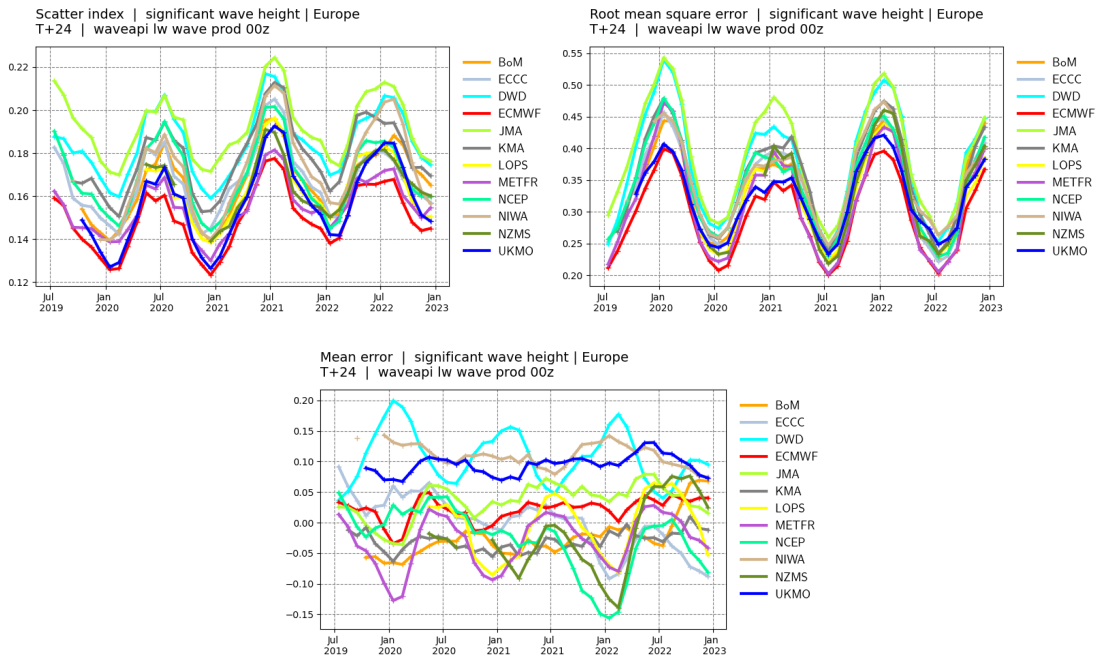 Scatter index | significant wave height | Europe
T+24 | waveapi lw wave prod 00z
0.22
0.20
0.18
0.16
0.14
0.12
Jul 2019
Jan 2020
Jul 2020
Jan 2021
Jul 2021
Jan 2022
Jul 2022
Jan 2023
BoM
ECCC
DWD
ECMWF
JMA
KMA
LOPS
METFR
NCEP
NIWA
NZMS
UKMO
Root mean square error | significant wave height | Europe
T+24 | waveapi lw wave prod 00z
0.55
0.50
0.45
0.40
0.35
0.30
0.25
0.20
Jul 2019
Jan 2020
Jul 2020
Jan 2021
Jul 2021
Jan 2022
Jul 2022
Jan 2023
BoM
ECCC
DWD
ECMWF
JMA
KMA
LOPS
METFR
NCEP
NIWA
NZMS
UKMO
Mean error | significant wave height | Europe
T+24 | waveapi lw wave prod 00z
0.20
0.15
0.10
0.05
0.00
−0.05
−0.10
−0.15
Jul 2019
Jan 2020
Jul 2020
Jan 2021
Jul 2021
Jan 2022
Jul 2022
Jan 2023
BoM
ECCC
DWD
ECMWF
JMA
KMA
LOPS
METFR
NCEP
NIWA
NZMS
UKMO